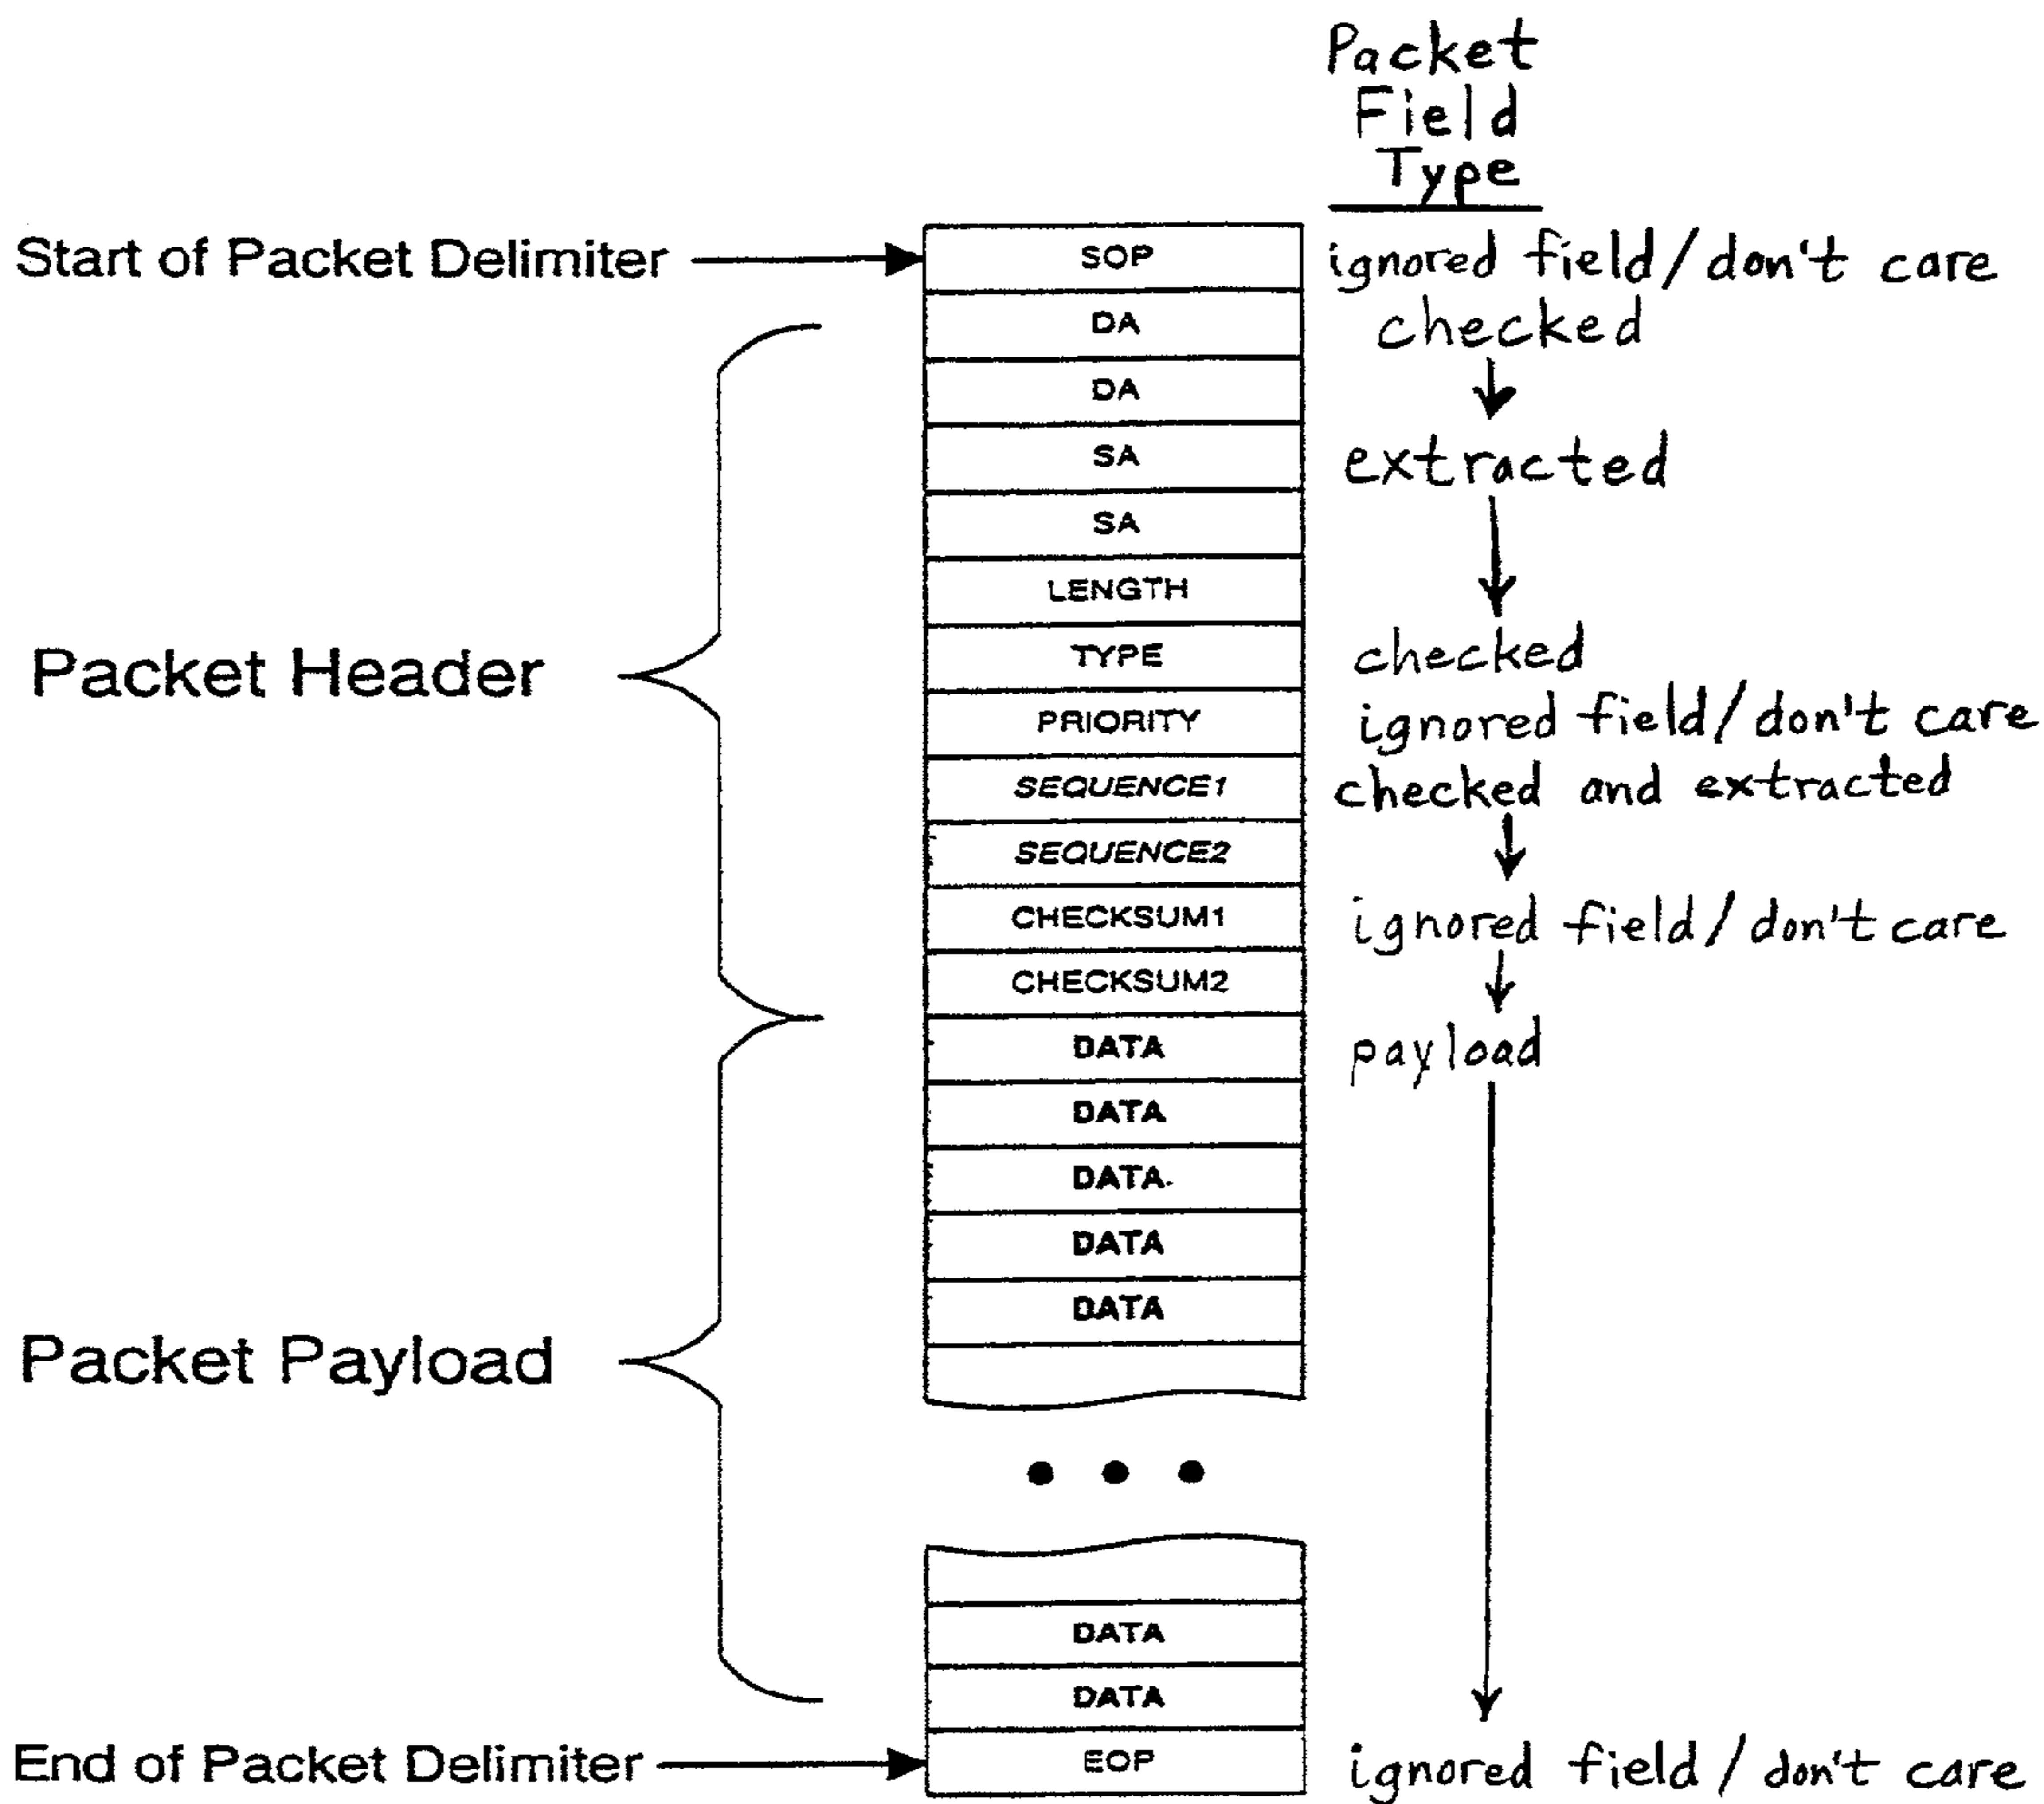 Packet
Field
Type
Start of Packet Delimiter
SOP
ignored field/don't care
DA
checked
DA
SA
extracted
SA
LENGTH
Packet Header
TYPE
checked
PRIORITY
ignored field/don't care
SEQUENCE1
checked and extracted
SEQUENCE2
CHECKSUM1
ignored field/don't care
CHECKSUM2
DATA
payload
DATA
DATA
DATA
DATA
Packet Payload
DATA
DATA
End of Packet Delimiter
EOP
ignored field / don't care